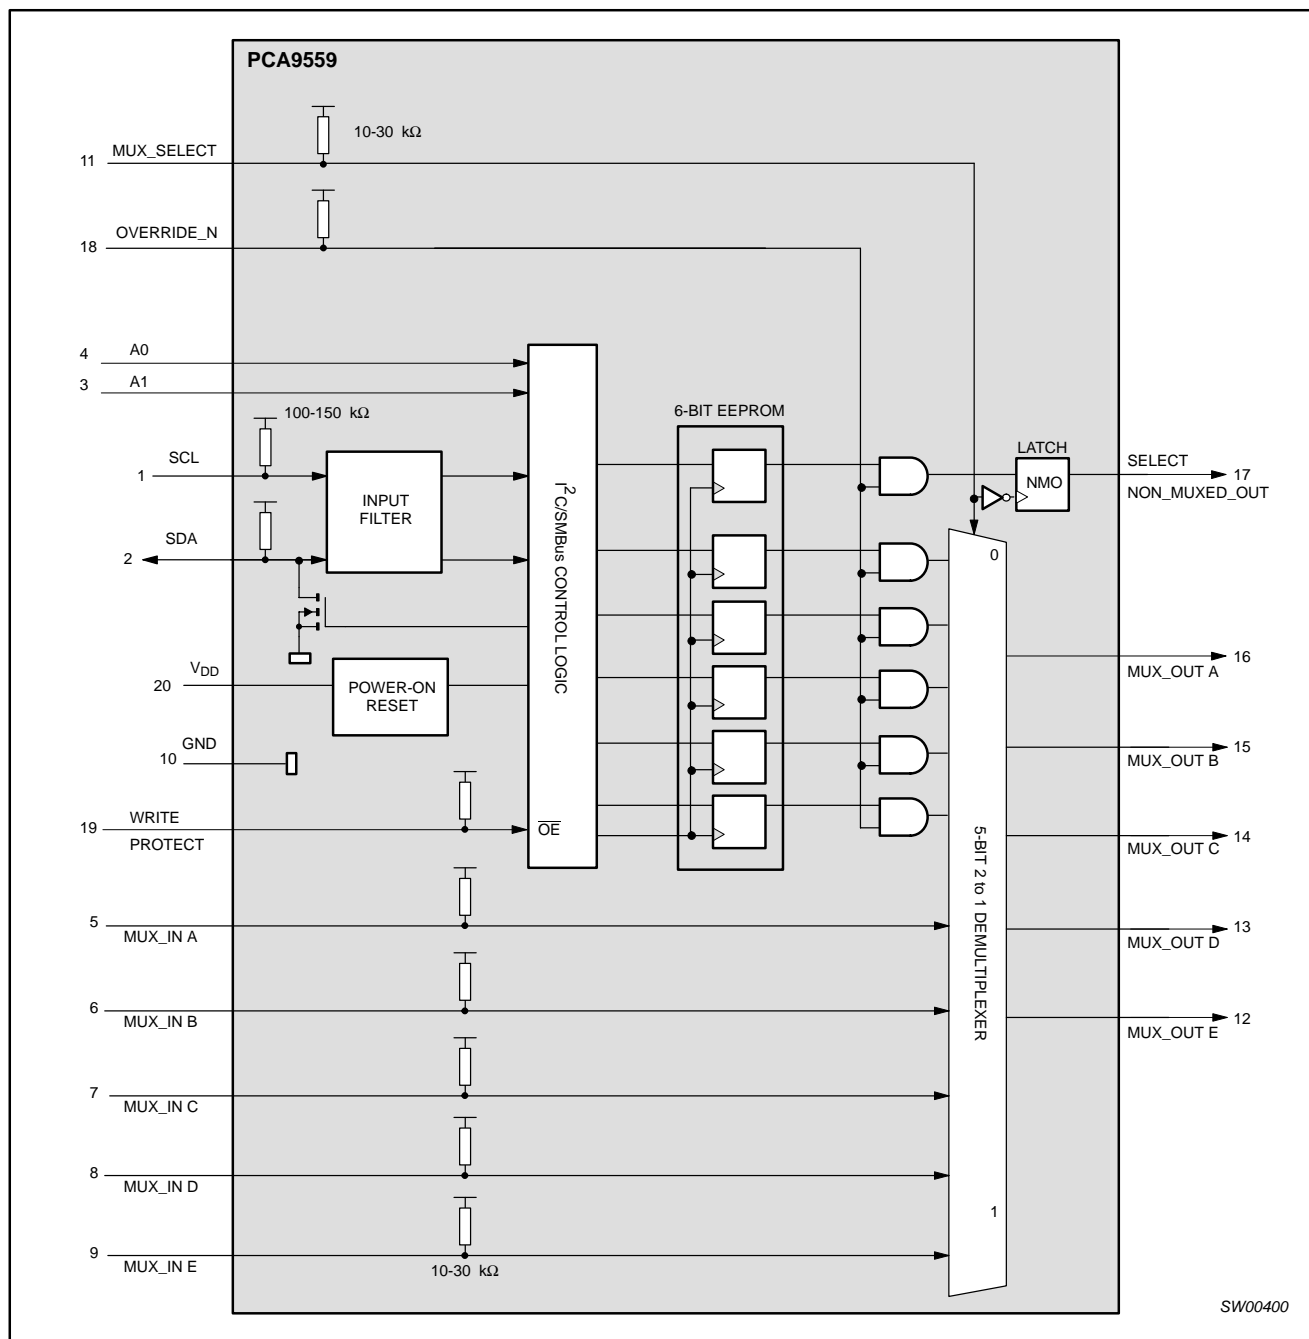 PCA9559
10-30 kΩ
11 MUX_SELECT
18 OVERRIDE_N
4 A0
3 A1
100-150 kΩ
6-BIT EEPROM
1 SCL
INPUT
FILTER
2 SDA
I2C/SMBus CONTROL LOGIC
LATCH
NMO
SELECT
17
NON_MUXED_OUT
0
20 VDD
POWER-ON
RESET
16
MUX_OUT A
10 GND
15
MUX_OUT B
19 WRITE
PROTECT
OE
14
MUX_OUT C
5-BIT 2 to 1 DEMULTIPLEXER
5
MUX_IN A
13
MUX_OUT D
6
MUX_IN B
12
MUX_OUT E
7
MUX_IN C
8
MUX_IN D
1
9
MUX_IN E
10-30 kΩ
SW00400